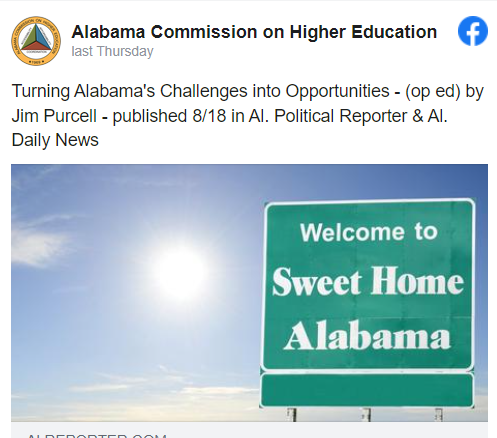 Alabama Commission on Higher Education
last Thursday
Turning Alabama's Challenges into Opportunities - (op ed) by
Jim Purcell - published 8/18 in Al. Political Reporter & Al.
Daily News
Welcome to
Sweet Home
Alabama
ALREPORTER.COM